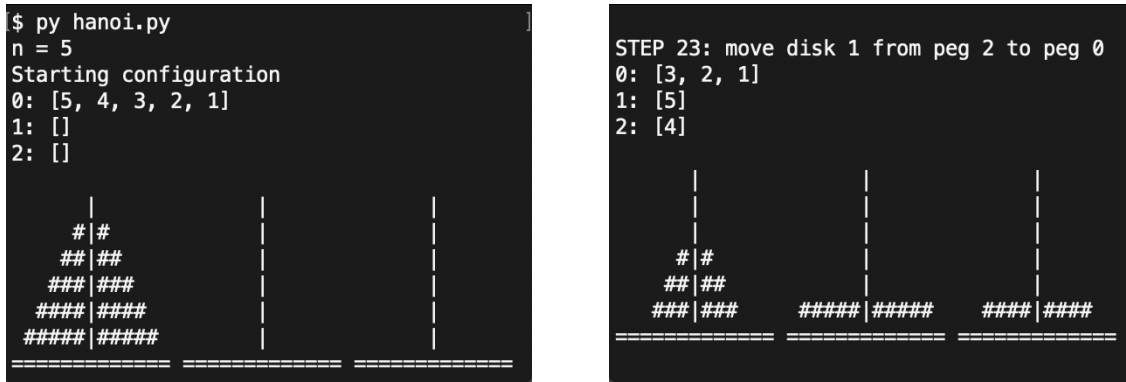 $ py hanoi.py
n = 5
Starting configuration
0: [5, 4, 3, 2, 1]
1: []
2: []
      |             |             |
     #|#            |             |
    ##|##           |             |
   ###|###          |             |
  ####|####         |             |
 #####|#####        |             |
============= ============= =============
STEP 23: move disk 1 from peg 2 to peg 0
0: [3, 2, 1]
1: [5]
2: [4]
      |             |             |
      |             |             |
      |             |             |
     #|#            |             |
    ##|##           |             |
   ###|###     #####|#####    ####|####
============= ============= =============